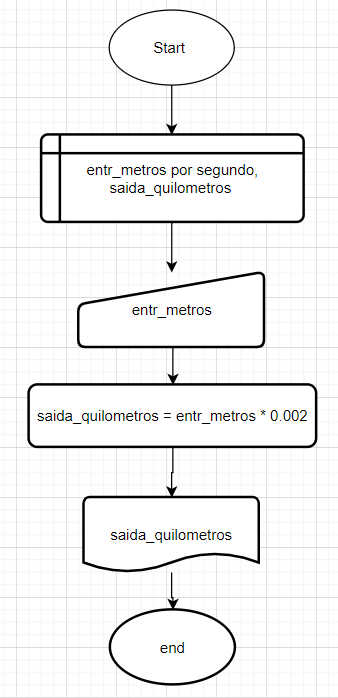 Start
entr_metros por segundo,
saida_quilometros
entr_metros
saida_quilometros = entr_metros * 0.002
saida_quilometros
end